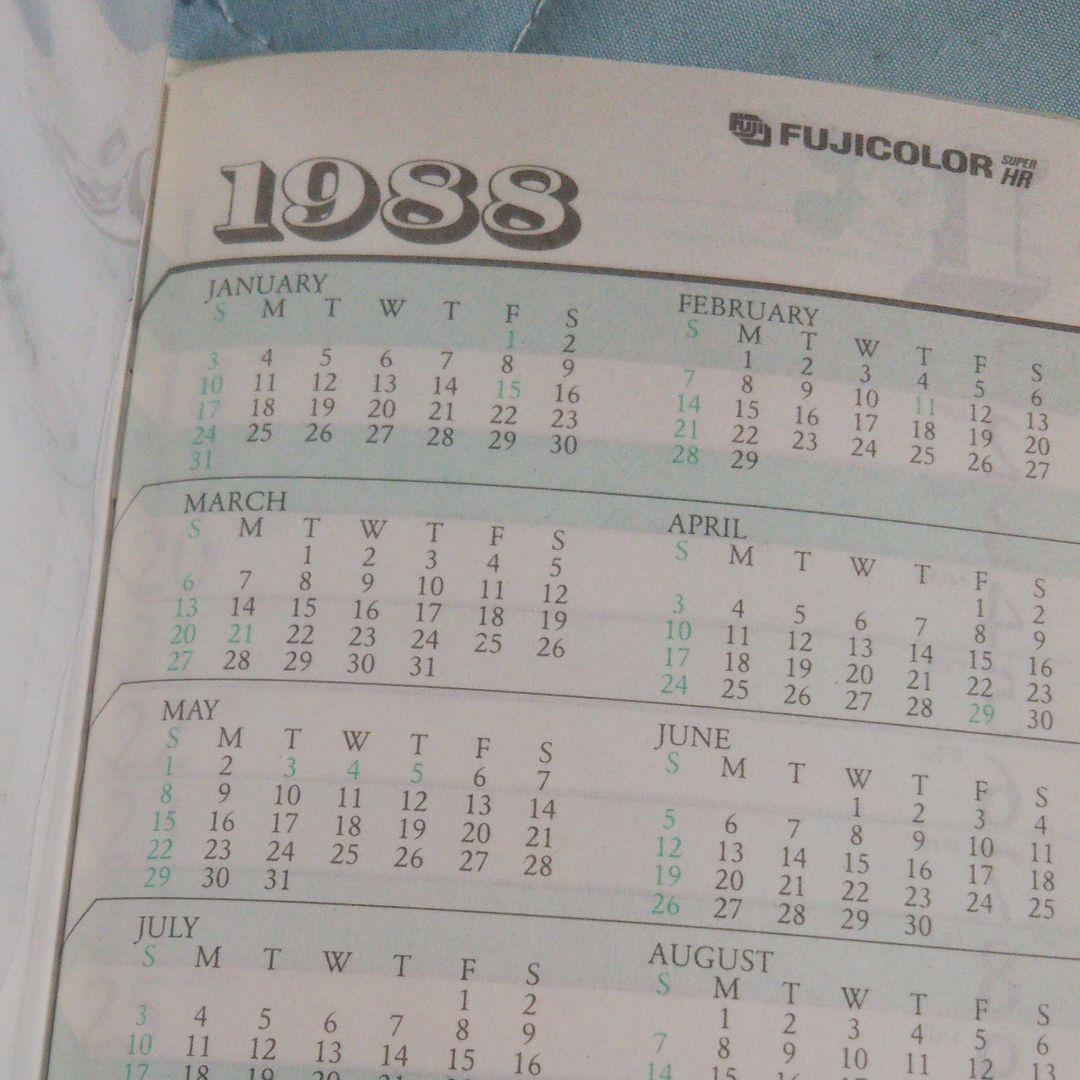 FUJI FUJICOLOR SUPER HR
1988
JANUARY
S M T W T F S
1 2
3 4 5 6 7 8 9
10 11 12 13 14 15 16
17 18 19 20 21 22 23
24 25 26 27 28 29 30
31
FEBRUARY
S M T W T F S
1 2 3 4 5 6
7 8 9 10 11 12 13
14 15 16 17 18 19 20
21 22 23 24 25 26 27
28 29
MARCH
S M T W T F S
1 2 3 4 5
6 7 8 9 10 11 12
13 14 15 16 17 18 19
20 21 22 23 24 25 26
27 28 29 30 31
APRIL
S M T W T F S
1 2
3 4 5 6 7 8 9
10 11 12 13 14 15 16
17 18 19 20 21 22 23
24 25 26 27 28 29 30
MAY
S M T W T F S
1 2 3 4 5 6 7
8 9 10 11 12 13 14
15 16 17 18 19 20 21
22 23 24 25 26 27 28
29 30 31
JUNE
S M T W T F S
1 2 3 4
5 6 7 8 9 10 11
12 13 14 15 16 17 18
19 20 21 22 23 24 25
26 27 28 29 30
JULY
S M T W T F S
1 2
3 4 5 6 7 8 9
10 11 12 13 14 15 16
17 18 19 20 21
AUGUST
S M T W T F S
1 2 3 4 5 6
7 8 9 10 11 12 13
14 15 16